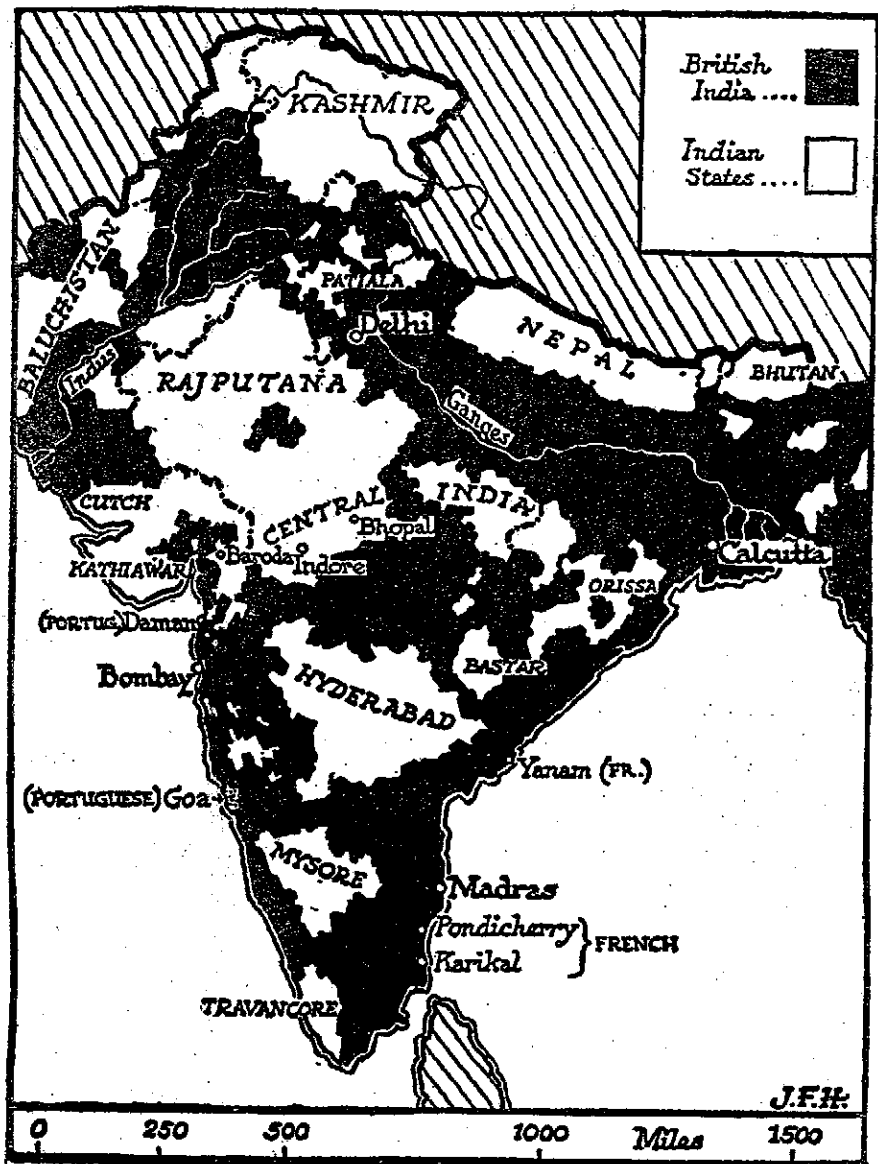 British
India ....
Indian
States ....
KASHMIR
BALUCHISTAN
PATIALA
Delhi
NEPAL
BHUTAN
Indus
RAJPUTANA
Ganges
CUTCH
CENTRAL INDIA
Bhopal
Baroda
Indore
Calcutta
KATHIAWAR
ORISSA
(PORTUG) Daman
BASTAR
Bombay
HYDERABAD
Yanam (FR.)
(PORTUGUESE) Goa
MYSORE
Madras
Pondicherry
FRENCH
Karikal
TRAVANCORE
J.F.H.
0 250 500 1000 Miles 1500